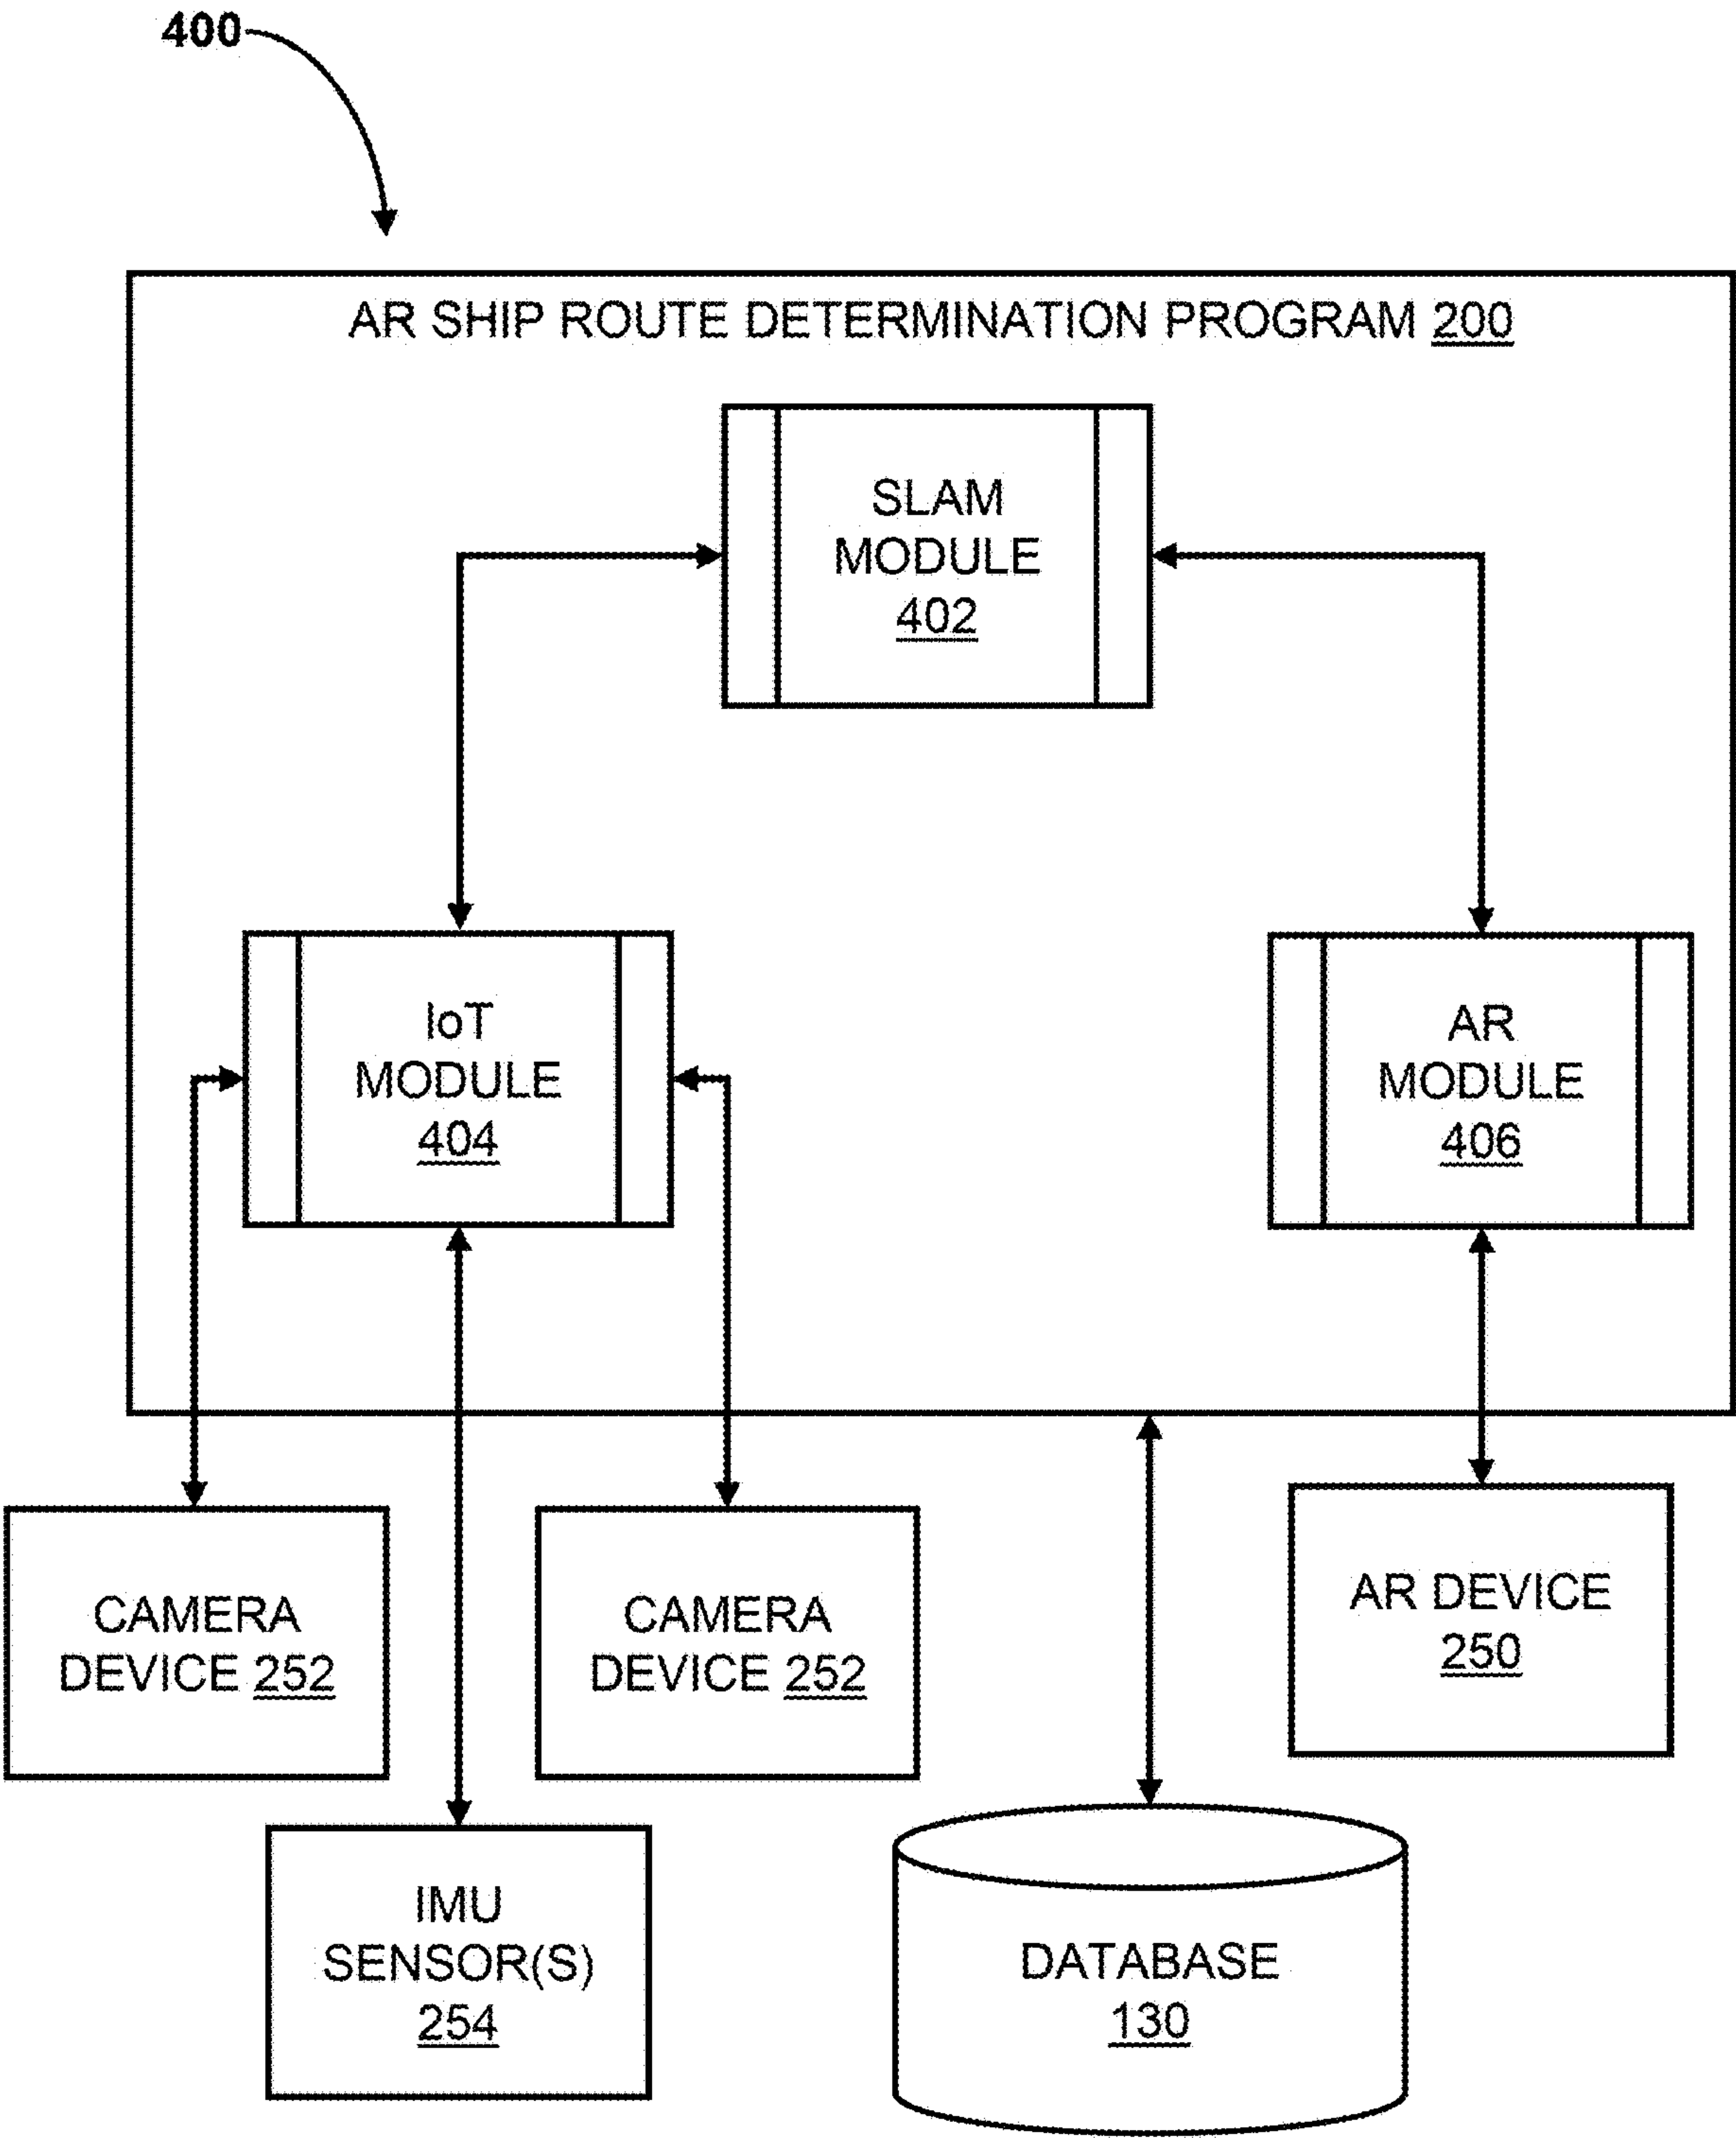 400
AR SHIP ROUTE DETERMINATION PROGRAM 200
SLAM
MODULE
402
IoT
MODULE
404
AR
MODULE
406
CAMERA
DEVICE 252
CAMERA
DEVICE 252
AR DEVICE
250
IMU
SENSOR(S)
254
DATABASE
130